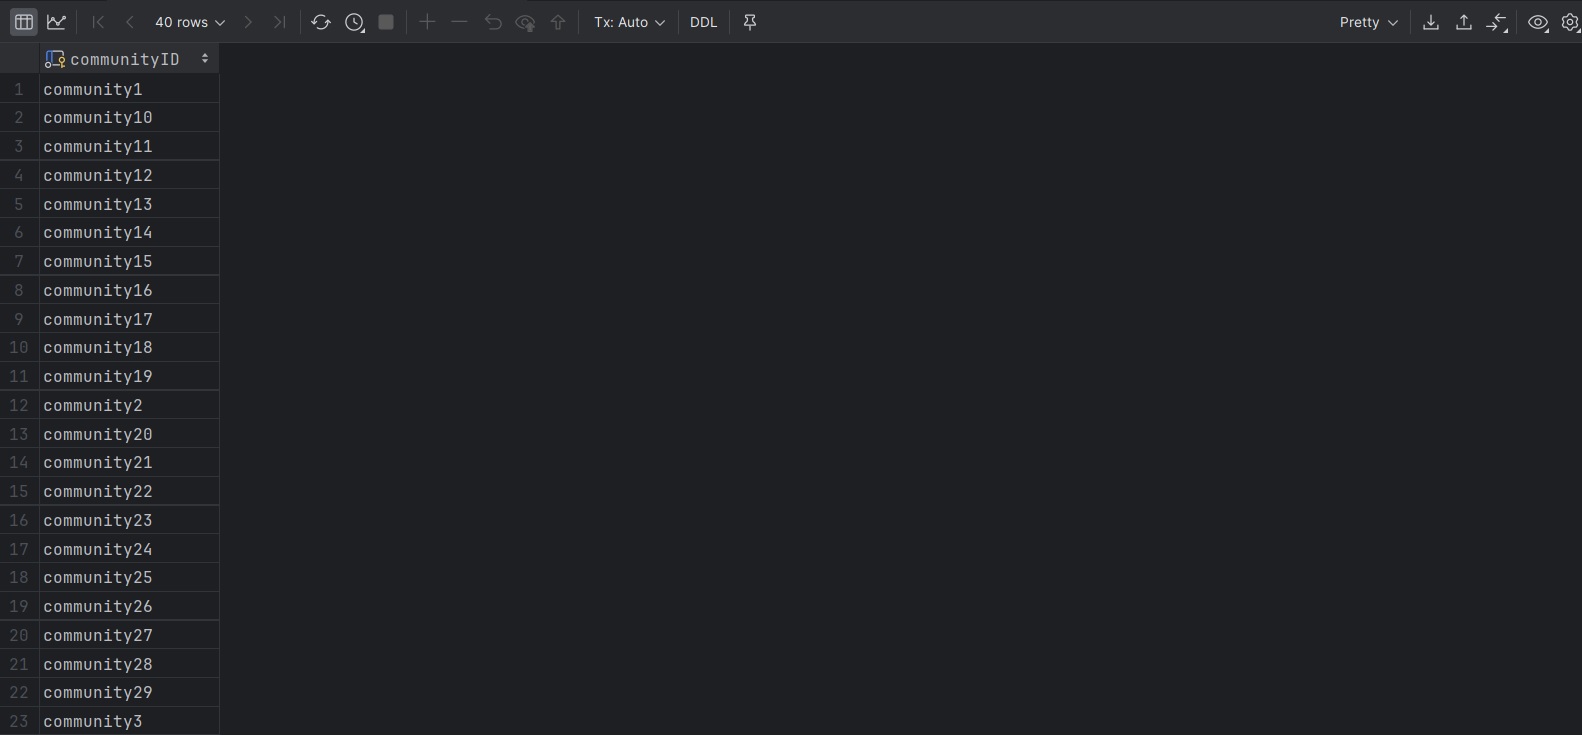 40 rows Tx: Auto DDL Pretty
communityID
1 community1
2 community10
3 community11
4 community12
5 community13
6 community14
7 community15
8 community16
9 community17
10 community18
11 community19
12 community2
13 community20
14 community21
15 community22
16 community23
17 community24
18 community25
19 community26
20 community27
21 community28
22 community29
23 community3